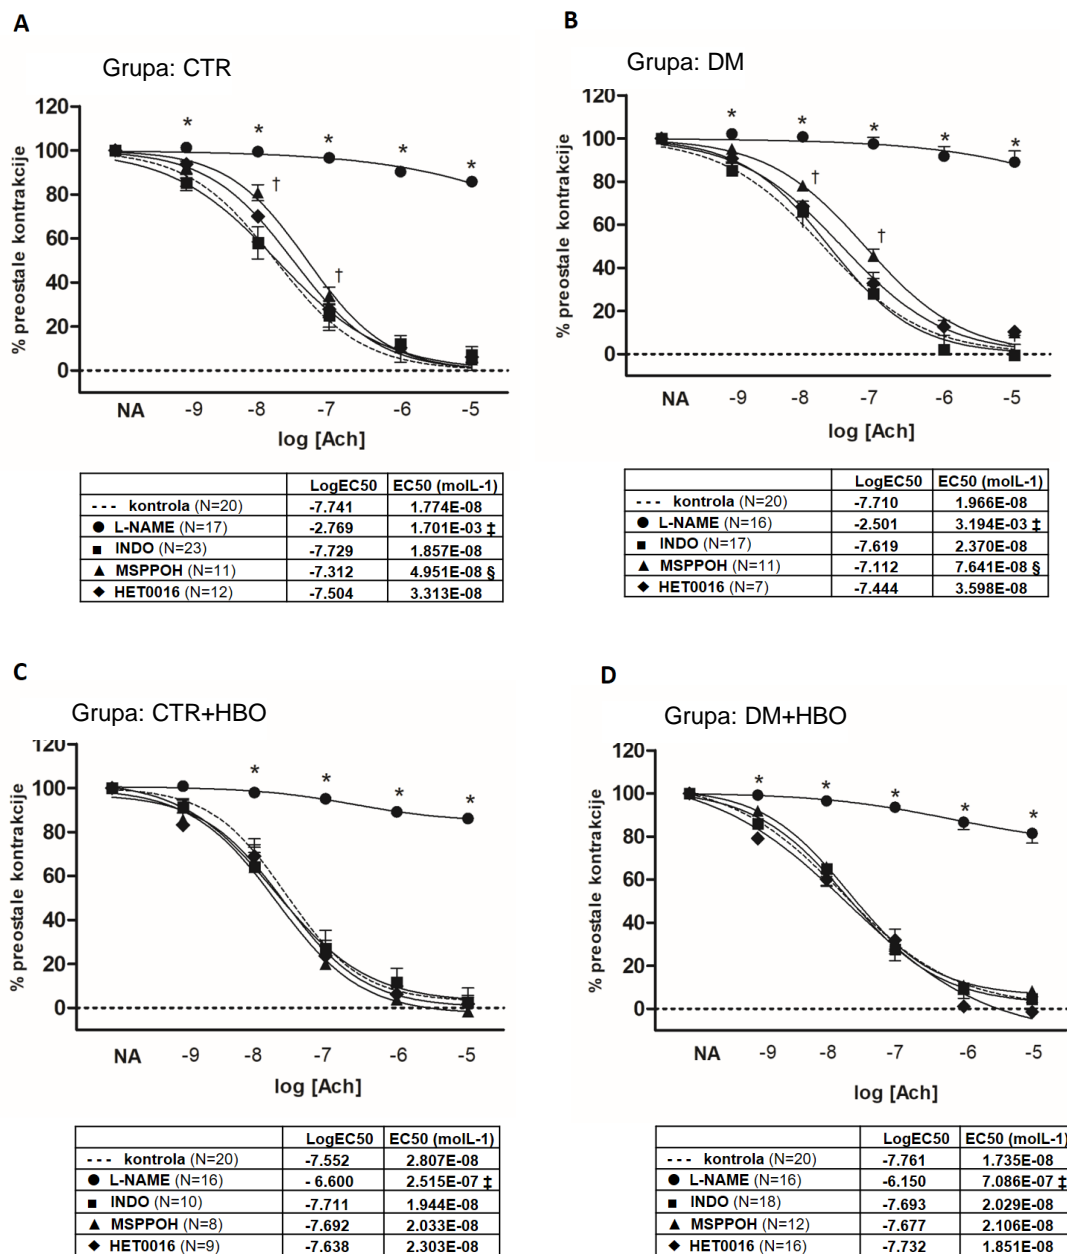 A
Grupa: CTR
120
100
80
60
40
20
0
% preostale kontrakcije
* * * * *
†
†
NA -9 -8 -7 -6 -5
log [Ach]
LogEC50 EC50 (molL-1)
--- kontrola (N=20) -7.741 1.774E-08
● L-NAME (N=17) -2.769 1.701E-03 ‡
■ INDO (N=23) -7.729 1.857E-08
▲ MSPPOH (N=11) -7.312 4.951E-08 §
◆ HET0016 (N=12) -7.504 3.313E-08
B
Grupa: DM
120
100
80
60
40
20
0
% preostale kontrakcije
* * * * *
†
†
NA -9 -8 -7 -6 -5
log [Ach]
LogEC50 EC50 (molL-1)
--- kontrola (N=20) -7.710 1.966E-08
● L-NAME (N=16) -2.501 3.194E-03 ‡
■ INDO (N=17) -7.619 2.370E-08
▲ MSPPOH (N=11) -7.112 7.641E-08 §
◆ HET0016 (N=7) -7.444 3.598E-08
C
Grupa: CTR+HBO
120
100
80
60
40
20
0
% preostale kontrakcije
* * * *
NA -9 -8 -7 -6 -5
log [Ach]
LogEC50 EC50 (molL-1)
--- kontrola (N=20) -7.552 2.807E-08
● L-NAME (N=16) - 6.600 2.515E-07 ‡
■ INDO (N=10) -7.711 1.944E-08
▲ MSPPOH (N=8) -7.692 2.033E-08
◆ HET0016 (N=9) -7.638 2.303E-08
D
Grupa: DM+HBO
120
100
80
60
40
20
0
% preostale kontrakcije
* * * * *
NA -9 -8 -7 -6 -5
log [Ach]
LogEC50 EC50 (molL-1)
--- kontrola (N=20) -7.761 1.735E-08
● L-NAME (N=16) -6.150 7.086E-07 ‡
■ INDO (N=18) -7.693 2.029E-08
▲ MSPPOH (N=12) -7.677 2.106E-08
◆ HET0016 (N=16) -7.732 1.851E-08